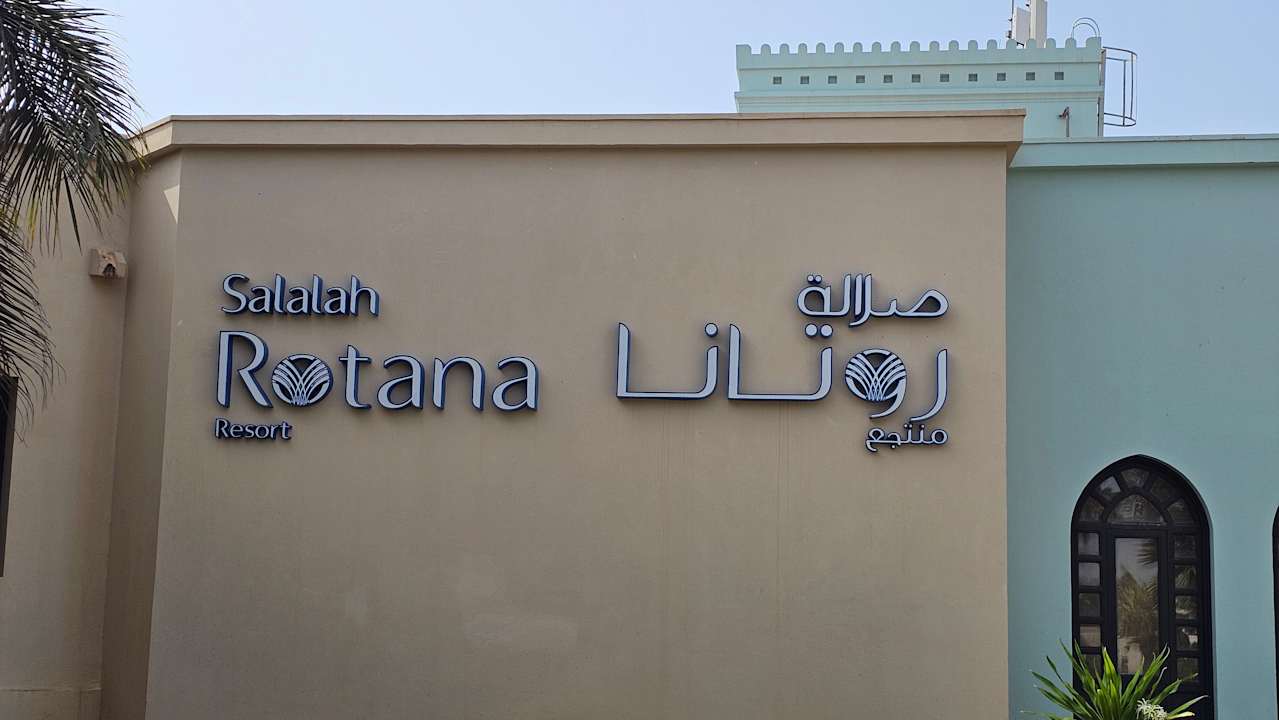 Salalah
Rotana
Resort
صلالة
روتانا
منتجع